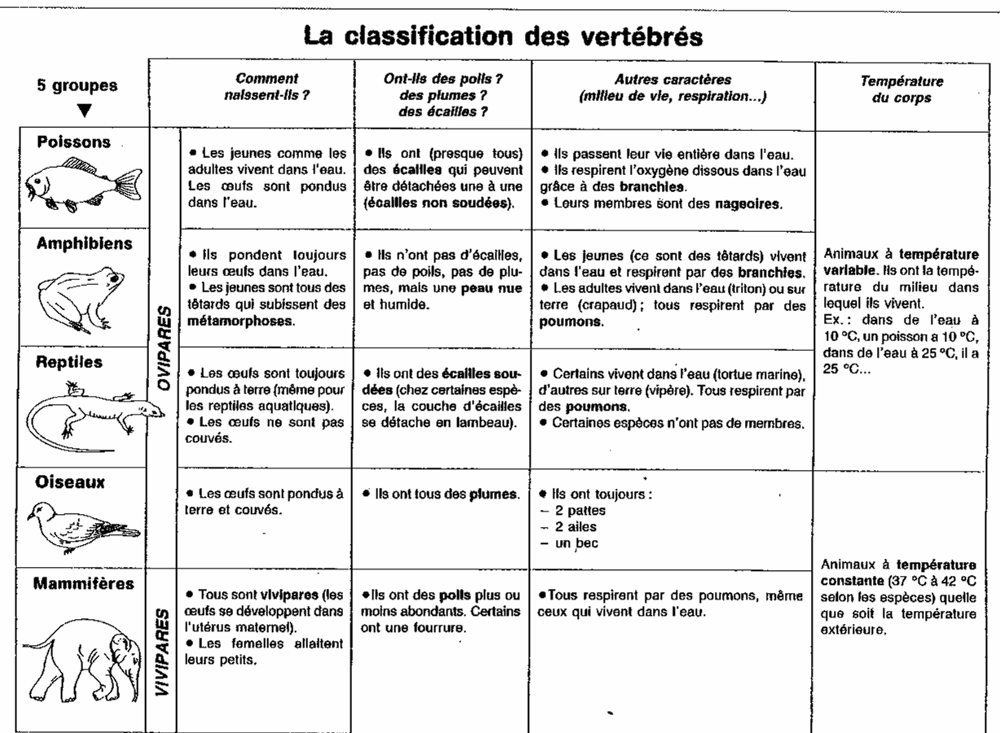 La classification des vertébrés
5 groupes
Comment
naissent-ils ?
Ont-ils des poils ?
des plumes ?
des écailles ?
Autres caractères
(milieu de vie, respiration...)
Température
du corps
OVIPARES
Poissons
• Les jeunes comme les
adultes vivent dans l'eau.
Les œufs sont pondus
dans l'eau.
• Ils ont (presque tous)
des écailles qui peuvent
être détachées une à une
(écailles non soudées).
• Ils passent leur vie entière dans l'eau.
• Ils respirent l'oxygène dissous dans l'eau
grâce à des branchies.
• Leurs membres sont des nageoires.
Amphibiens
• Ils pondent toujours
leurs œufs dans l'eau.
• Les jeunes sont tous des
têtards qui subissent des
métamorphoses.
• Ils n'ont pas d'écailles,
pas de poils, pas de plu-
mes, mais une peau nue
et humide.
• Les jeunes (ce sont des têtards) vivent
dans l'eau et respirent par des branchies.
• Les adultes vivent dans l'eau (triton) ou sur
terre (crapaud) ; tous respirent par des
poumons.
Animaux à température
variable. Ils ont la tempé-
rature du milieu dans
lequel ils vivent.
Ex. : dans de l'eau à
10 °C, un poisson a 10 °C,
dans de l'eau à 25 °C, il a
25 °C...
Reptiles
• Les œufs sont toujours
pondus à terre (même pour
les reptiles aquatiques).
• Les œufs ne sont pas
couvés.
• Ils ont des écailles sou-
dées (chez certaines espè-
ces, la couche d'écailles
se détache en lambeau).
• Certains vivent dans l'eau (tortue marine),
d'autres sur terre (vipère). Tous respirent par
des poumons.
• Certaines espèces n'ont pas de membres.
Oiseaux
• Les œufs sont pondus à
terre et couvés.
• Ils ont tous des plumes.
• Ils ont toujours :
– 2 pattes
– 2 ailes
– un bec
VIVIPARES
Mammifères
• Tous sont vivipares (les
œufs se développent dans
l'utérus maternel).
• Les femelles allaitent
leurs petits.
• Ils ont des poils plus ou
moins abondants. Certains
ont une fourrure.
• Tous respirent par des poumons, même
ceux qui vivent dans l'eau.
Animaux à température
constante (37 °C à 42 °C
selon les espèces) quelle
que soit la température
extérieure.